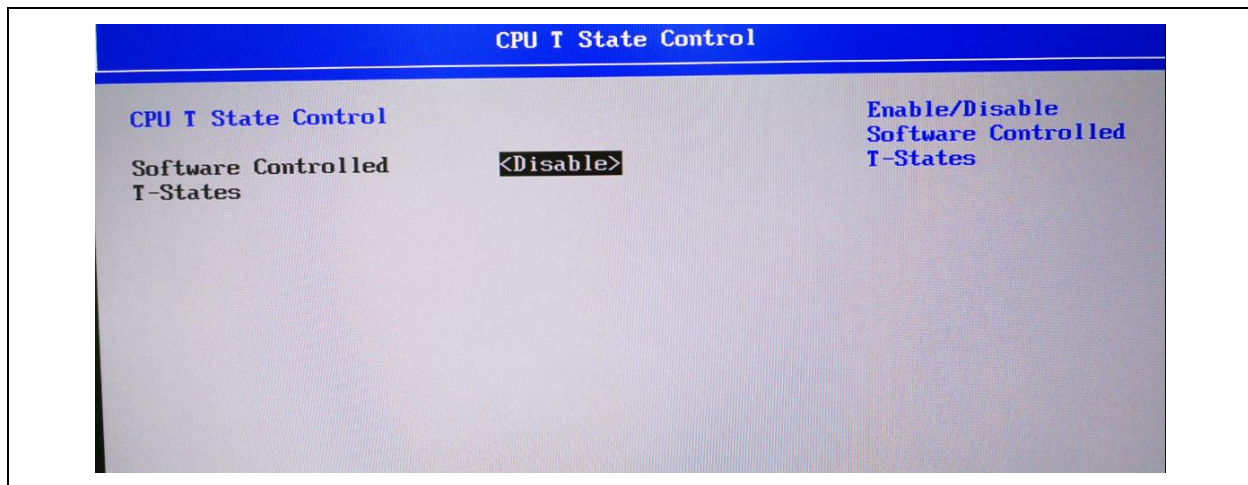 CPU T State Control
CPU T State Control
Software Controlled <Disable>
T-States
Enable/Disable
Software Controlled
T-States